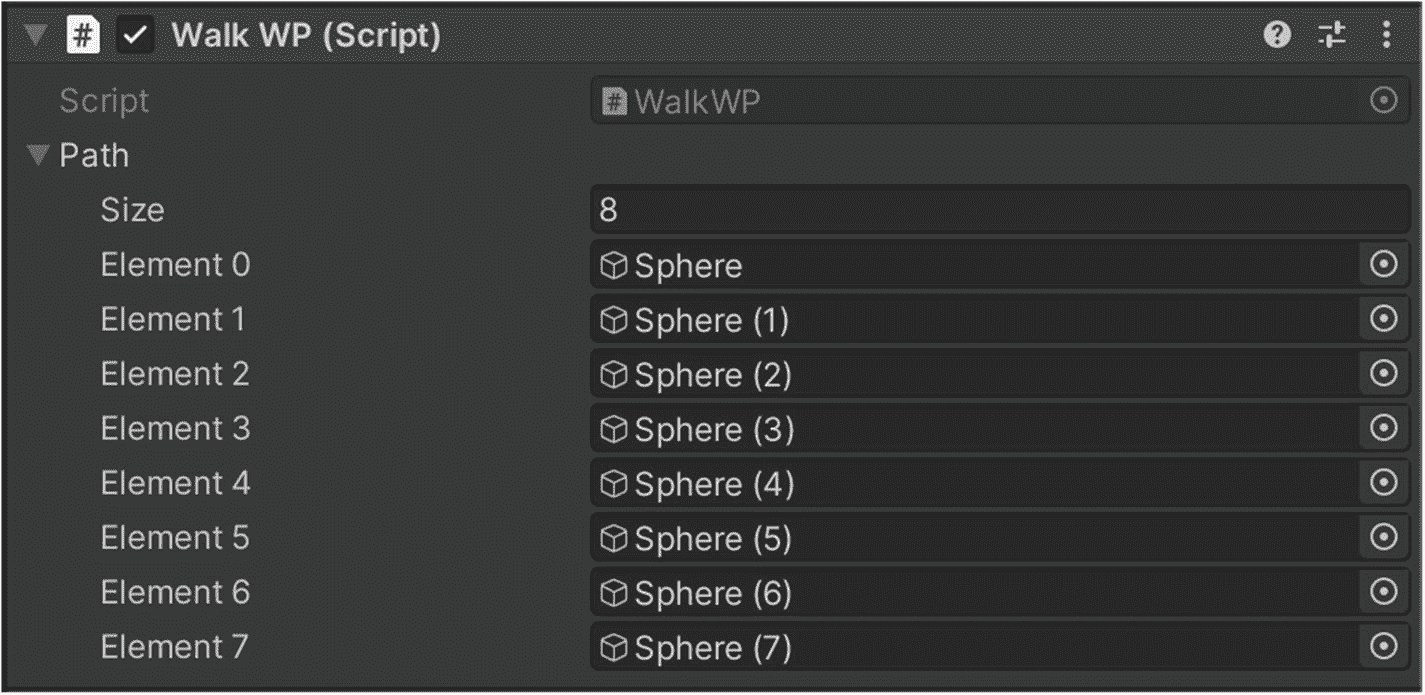 Walk WP (Script)
Script WalkWP
Path
Size 8
Element 0 Sphere
Element 1 Sphere (1)
Element 2 Sphere (2)
Element 3 Sphere (3)
Element 4 Sphere (4)
Element 5 Sphere (5)
Element 6 Sphere (6)
Element 7 Sphere (7)